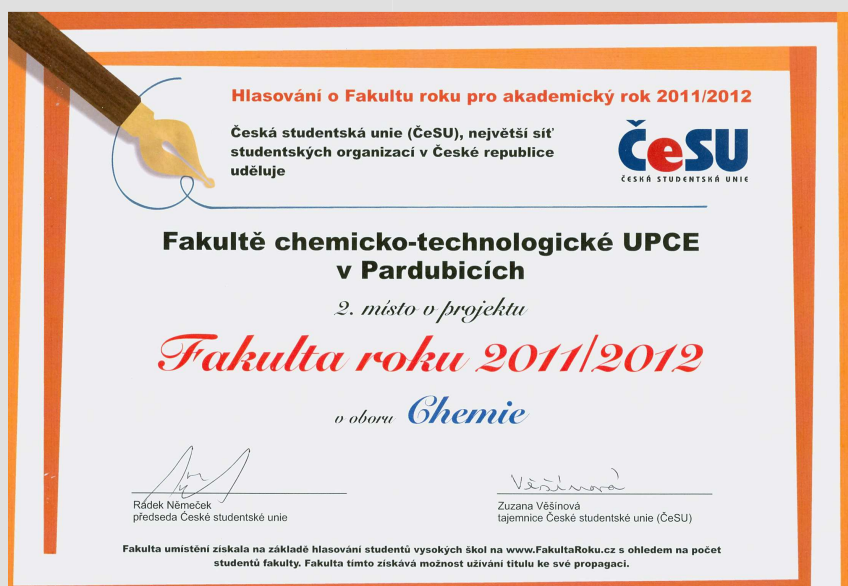 Hlasování o Fakultu roku pro akademický rok 2011/2012
Česká studentská unie (ČeSU), největší síť
studentských organizací v České republice
uděluje
ČeSU
ČESKÁ STUDENTSKÁ UNIE
Fakultě chemicko-technologické UPCE
v Pardubicích
2. místo v projektu
Fakulta roku 2011/2012
v oboru Chemie
Věšínová
Radek Němeček
předseda České studentské unie
Zuzana Věšínová
tajemnice České studentské unie (ČeSU)
Fakulta umístění získala na základě hlasování studentů vysokých škol na www.FakultaRoku.cz s ohledem na počet
studentů fakulty. Fakulta tímto získává možnost užívání titulu ke své propagaci.